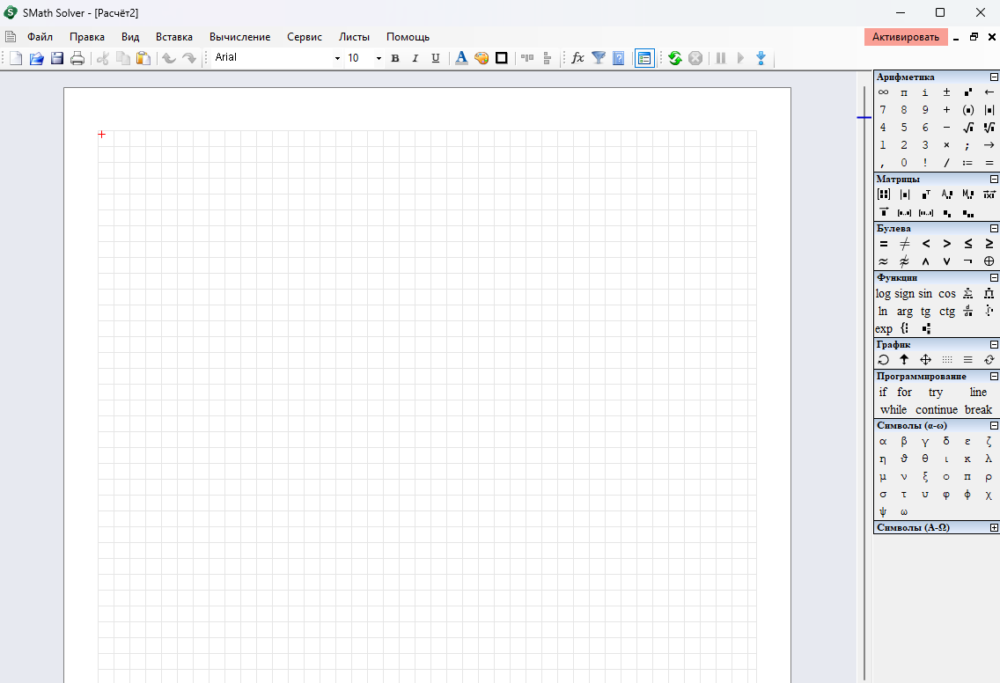 SMath Solver - [Расчёт2]
Файл Правка Вид Вставка Вычисление Сервис Листы Помощь Активировать
Arial 10 B I U A fx
Арифметика
∞ π i ± ←
7 8 9 +
4 5 6 −
1 2 3 × ; →
, 0 ! / := =
Матрицы
Булева
= ≠ < > ≤ ≥
≈ ≉ ∧ ∨ ¬ ⊕
Функции
log sign sin cos
ln arg tg ctg
exp
График
Программирование
if for try line
while continue break
Символы (α-ω)
α β γ δ ε ζ
η ϑ θ ι κ λ
μ ν ξ ο π ρ
σ τ υ φ ϕ χ
ψ ω
Символы (Α-Ω)